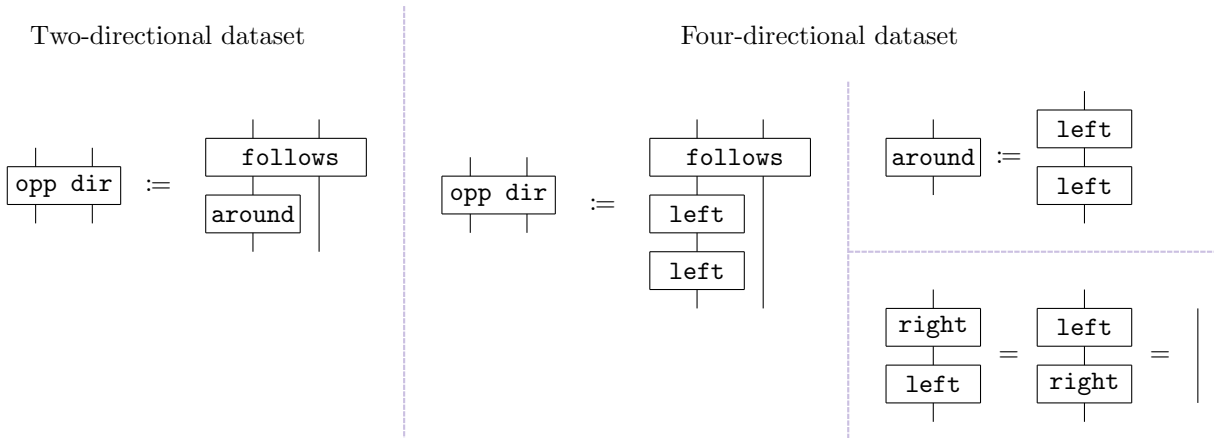 Two-directional dataset
opp dir := follows
around
Four-directional dataset
opp dir := follows
left
left
around := left
left
right = left =
left right